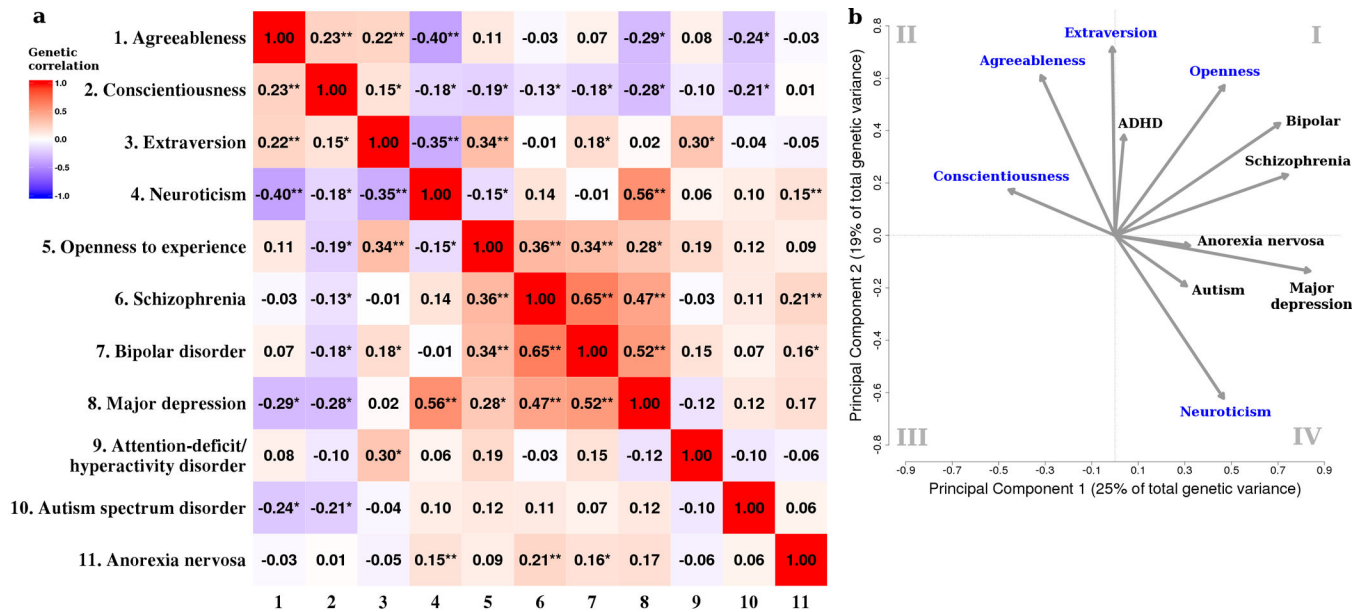 a
Genetic
correlation
1.0
0.5
0.0
-0.5
-1.0
1. Agreeableness 1.00 0.23** 0.22** -0.40** 0.11 -0.03 0.07 -0.29* 0.08 -0.24* -0.03
2. Conscientiousness 0.23** 1.00 0.15* -0.18* -0.19* -0.13* -0.18* -0.28* -0.10 -0.21* 0.01
3. Extraversion 0.22** 0.15* 1.00 -0.35** 0.34** -0.01 0.18* 0.02 0.30* -0.04 -0.05
4. Neuroticism -0.40** -0.18* -0.35** 1.00 -0.15* 0.14 -0.01 0.56** 0.06 0.10 0.15**
5. Openness to experience 0.11 -0.19* 0.34** -0.15* 1.00 0.36** 0.34** 0.28* 0.19 0.12 0.09
6. Schizophrenia -0.03 -0.13* -0.01 0.14 0.36** 1.00 0.65** 0.47** -0.03 0.11 0.21**
7. Bipolar disorder 0.07 -0.18* 0.18* -0.01 0.34** 0.65** 1.00 0.52** 0.15 0.07 0.16*
8. Major depression -0.29* -0.28* 0.02 0.56** 0.28* 0.47** 0.52** 1.00 -0.12 0.12 0.17
9. Attention-deficit/
hyperactivity disorder 0.08 -0.10 0.30* 0.06 0.19 -0.03 0.15 -0.12 1.00 -0.10 -0.06
10. Autism spectrum disorder -0.24* -0.21* -0.04 0.10 0.12 0.11 0.07 0.12 -0.10 1.00 0.06
11. Anorexia nervosa -0.03 0.01 -0.05 0.15** 0.09 0.21** 0.16* 0.17 -0.06 0.06 1.00
1 2 3 4 5 6 7 8 9 10 11
b
II
I
III
IV
Extraversion
Agreeableness
Openness
ADHD
Bipolar
Schizophrenia
Conscientiousness
Anorexia nervosa
Autism
Major
depression
Neuroticism
Principal Component 2 (19% of total genetic variance)
0.8
0.6
0.4
0.2
0.0
-0.2
-0.4
-0.6
-0.8
-0.9 -0.7 -0.5 -0.3 -0.1 0.1 0.3 0.5 0.7 0.9
Principal Component 1 (25% of total genetic variance)